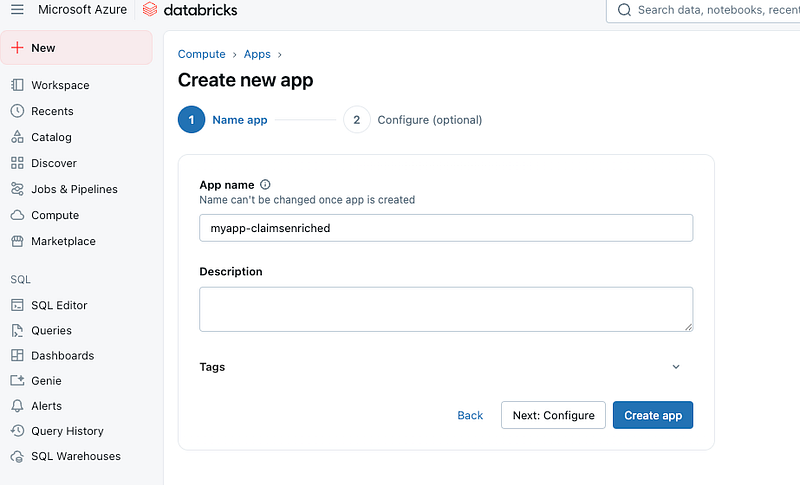 Microsoft Azure databricks Search data, notebooks, recent
New
Workspace
Recents
Catalog
Discover
Jobs & Pipelines
Compute
Marketplace
SQL
SQL Editor
Queries
Dashboards
Genie
Alerts
Query History
SQL Warehouses
Compute › Apps ›
Create new app
1 Name app 2 Configure (optional)
App name
Name can't be changed once app is created
myapp-claimsenriched
Description
Tags
Back Next: Configure Create app